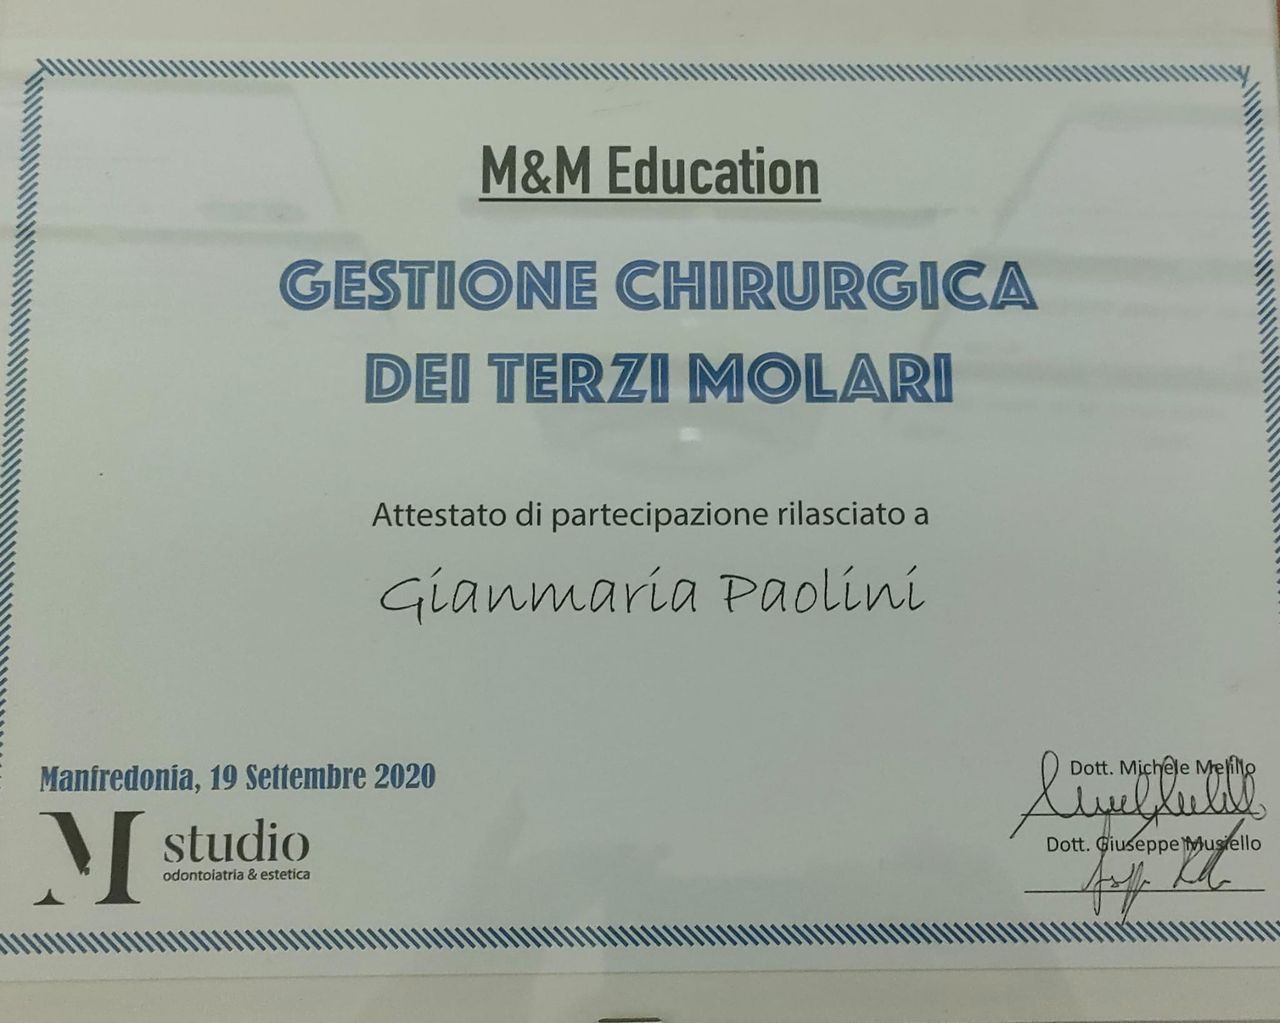 M&M Education
GESTIONE CHIRURGICA
DEI TERZI MOLARI
Attestato di partecipazione rilasciato a
Gianmaria Paolini
Manfredonia, 19 Settembre 2020
M studio
odontoiatria & estetica
Dott. Michele Melillo
Dott. Giuseppe Musiello